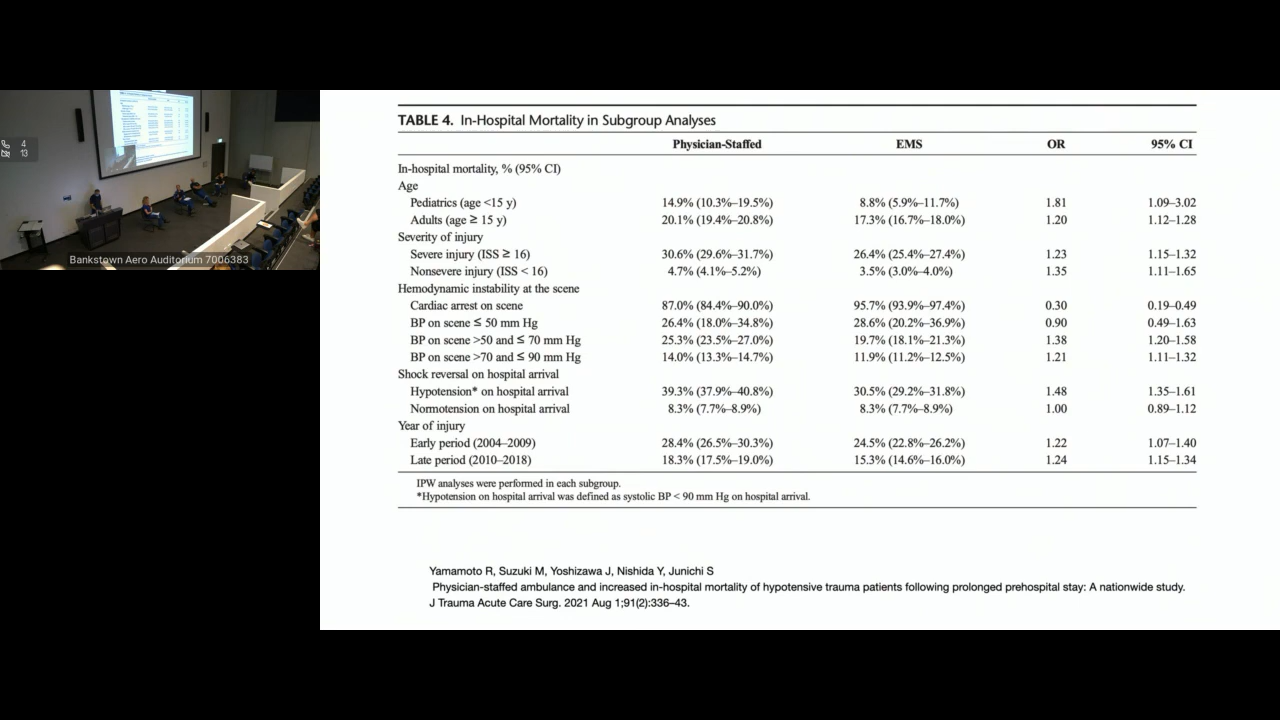 4
13
Bankstown Aero Auditorium 7006383
TABLE 4. In-Hospital Mortality in Subgroup Analyses
Physician-Staffed EMS OR 95% CI
In-hospital mortality, % (95% CI)
Age
Pediatrics (age <15 y) 14.9% (10.3%–19.5%) 8.8% (5.9%–11.7%) 1.81 1.09–3.02
Adults (age ≥ 15 y) 20.1% (19.4%–20.8%) 17.3% (16.7%–18.0%) 1.20 1.12–1.28
Severity of injury
Severe injury (ISS ≥ 16) 30.6% (29.6%–31.7%) 26.4% (25.4%–27.4%) 1.23 1.15–1.32
Nonsevere injury (ISS < 16) 4.7% (4.1%–5.2%) 3.5% (3.0%–4.0%) 1.35 1.11–1.65
Hemodynamic instability at the scene
Cardiac arrest on scene 87.0% (84.4%–90.0%) 95.7% (93.9%–97.4%) 0.30 0.19–0.49
BP on scene ≤ 50 mm Hg 26.4% (18.0%–34.8%) 28.6% (20.2%–36.9%) 0.90 0.49–1.63
BP on scene >50 and ≤ 70 mm Hg 25.3% (23.5%–27.0%) 19.7% (18.1%–21.3%) 1.38 1.20–1.58
BP on scene >70 and ≤ 90 mm Hg 14.0% (13.3%–14.7%) 11.9% (11.2%–12.5%) 1.21 1.11–1.32
Shock reversal on hospital arrival
Hypotension* on hospital arrival 39.3% (37.9%–40.8%) 30.5% (29.2%–31.8%) 1.48 1.35–1.61
Normotension on hospital arrival 8.3% (7.7%–8.9%) 8.3% (7.7%–8.9%) 1.00 0.89–1.12
Year of injury
Early period (2004–2009) 28.4% (26.5%–30.3%) 24.5% (22.8%–26.2%) 1.22 1.07–1.40
Late period (2010–2018) 18.3% (17.5%–19.0%) 15.3% (14.6%–16.0%) 1.24 1.15–1.34
IPW analyses were performed in each subgroup.
*Hypotension on hospital arrival was defined as systolic BP < 90 mm Hg on hospital arrival.
Yamamoto R, Suzuki M, Yoshizawa J, Nishida Y, Junichi S
Physician-staffed ambulance and increased in-hospital mortality of hypotensive trauma patients following prolonged prehospital stay: A nationwide study.
J Trauma Acute Care Surg. 2021 Aug 1;91(2):336–43.